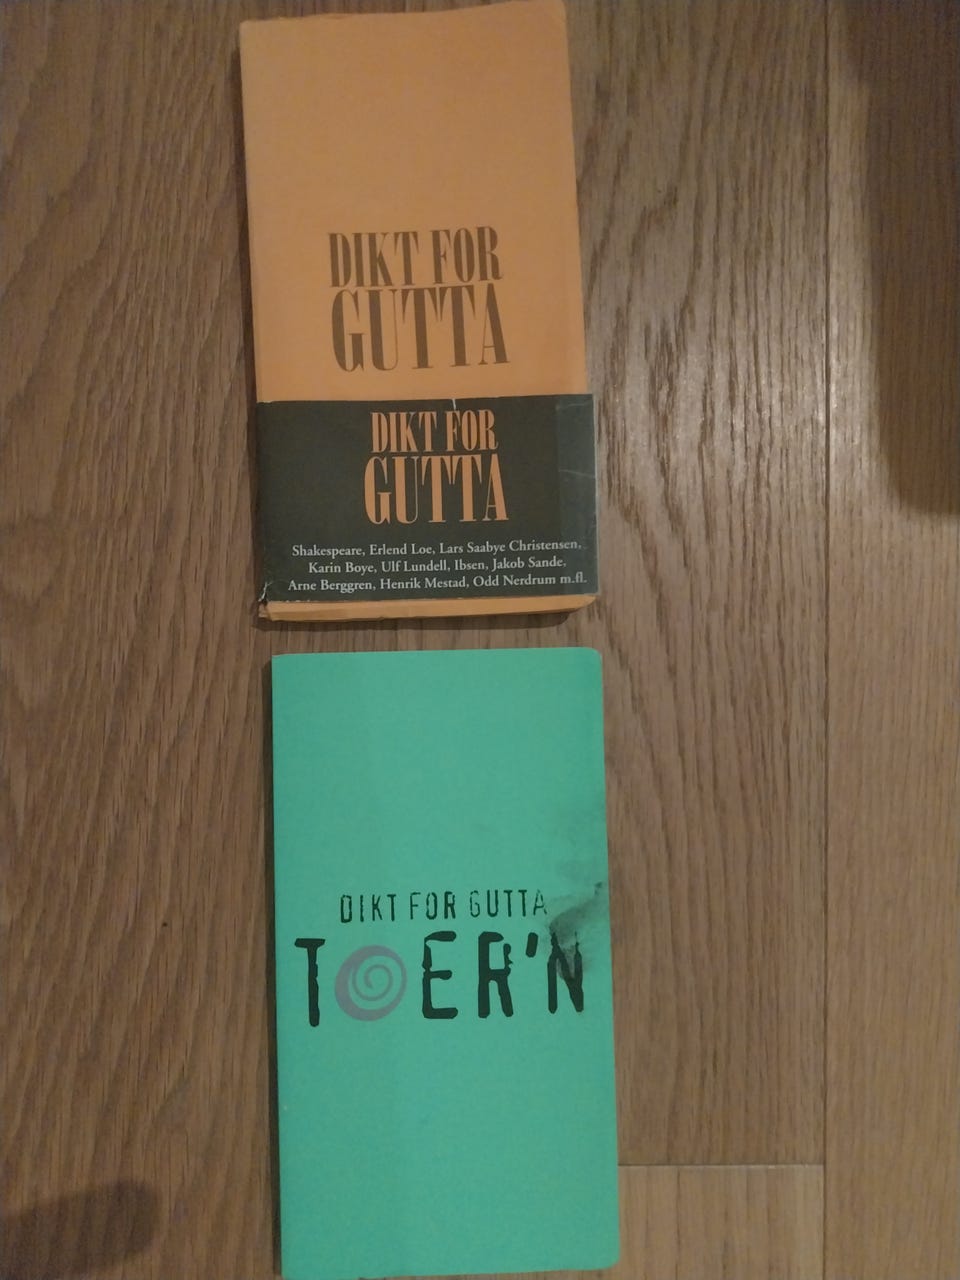 DIKT FOR
GUTTA
DIKT FOR
GUTTA
Shakespeare, Erlend Loe, Lars Saabye Christensen,
Karin Boye, Ulf Lundell, Ibsen, Jakob Sande,
Arne Berggren, Henrik Mestad, Odd Nerdrum m.fl.
DIKT FOR GUTTA
TOER'N